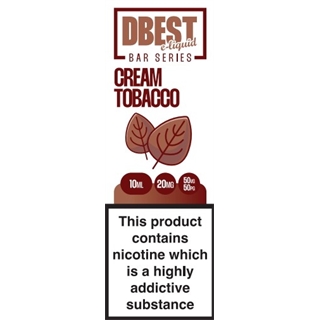 DBEST
e-liquid
BAR SERIES
CREAM
TOBACCO
10ML
20MG
50VG
50PG
This product
contains
nicotine which
is a highly
addictive
substance